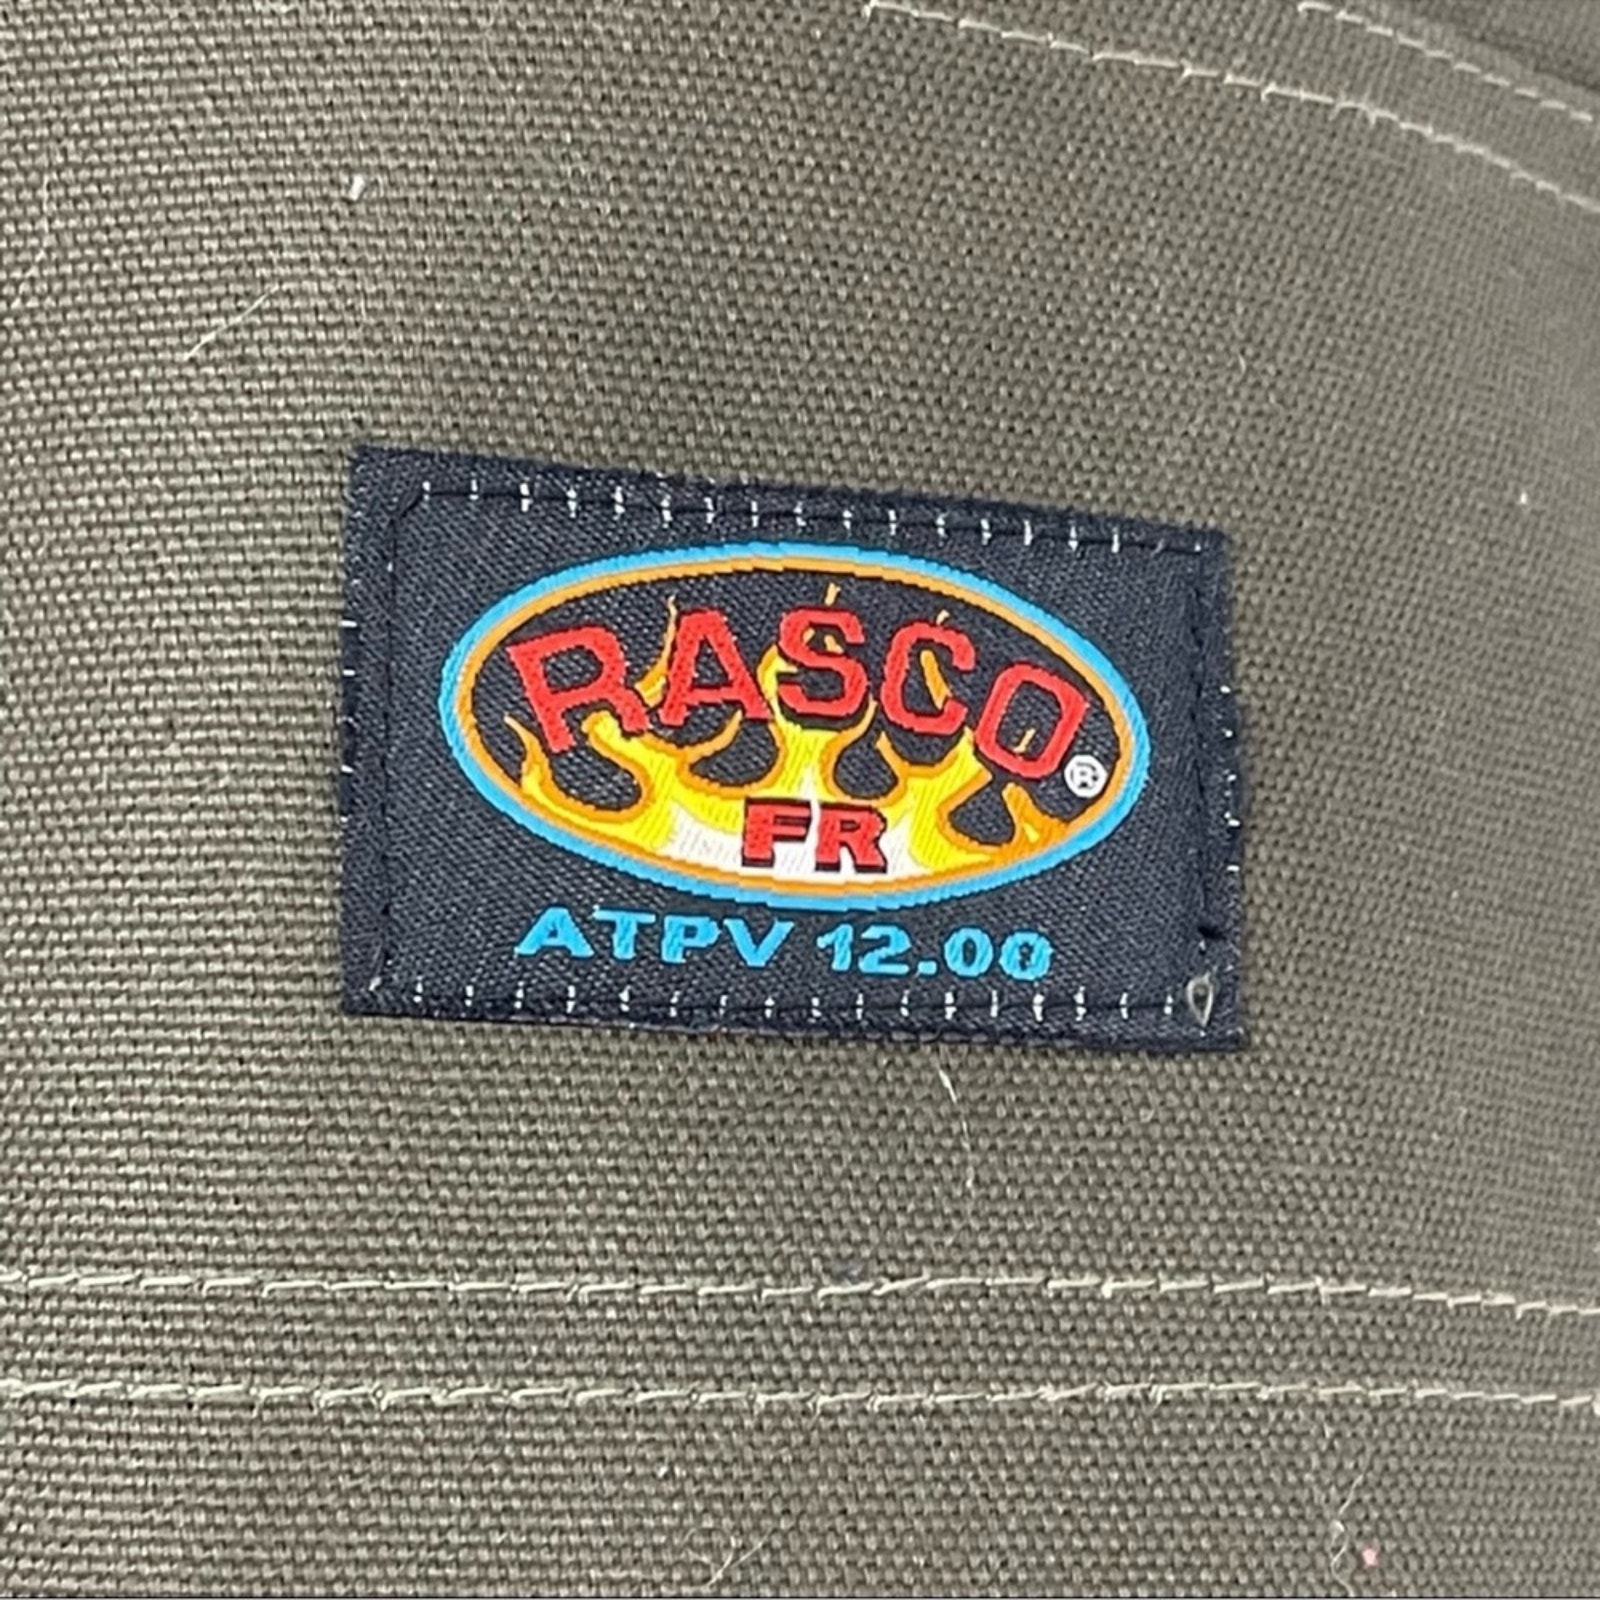 RASCO®
FR
ATPV 12.00